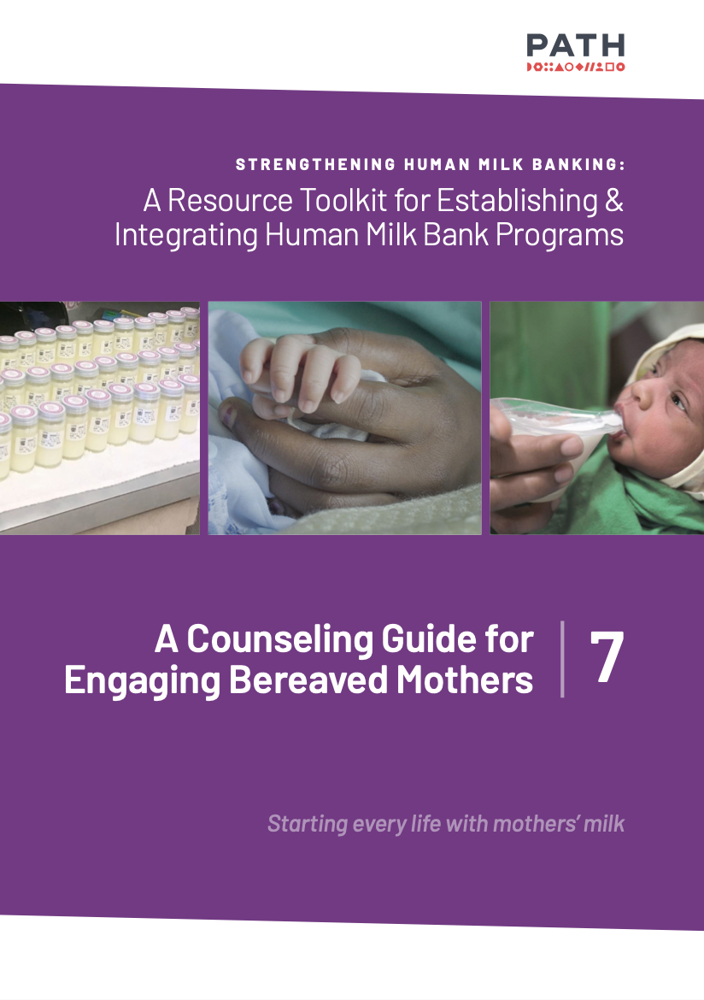 PATH
STRENGTHENING HUMAN MILK BANKING:
A Resource Toolkit for Establishing &
Integrating Human Milk Bank Programs
A Counseling Guide for
Engaging Bereaved Mothers
7
Starting every life with mothers’ milk